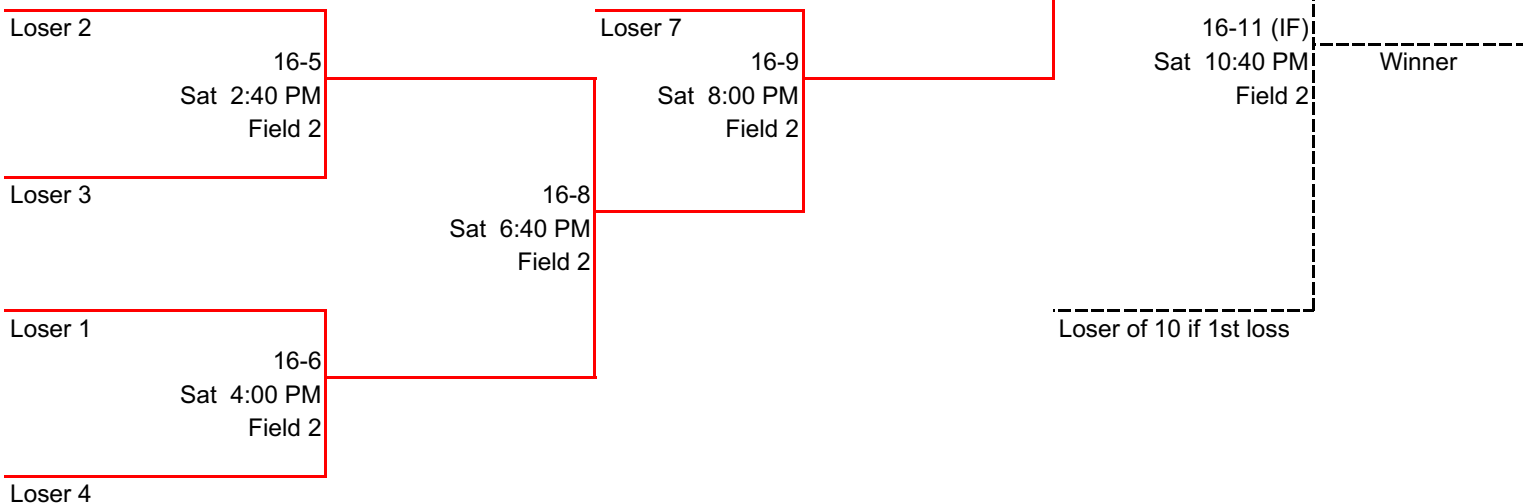 Loser 2
16-5
Sat 2:40 PM
Field 2
Loser 3
Loser 7
16-9
Sat 8:00 PM
Field 2
16-11 (IF)
Sat 10:40 PM
Field 2
Winner
16-8
Sat 6:40 PM
Field 2
Loser 1
16-6
Sat 4:00 PM
Field 2
Loser 4
Loser of 10 if 1st loss